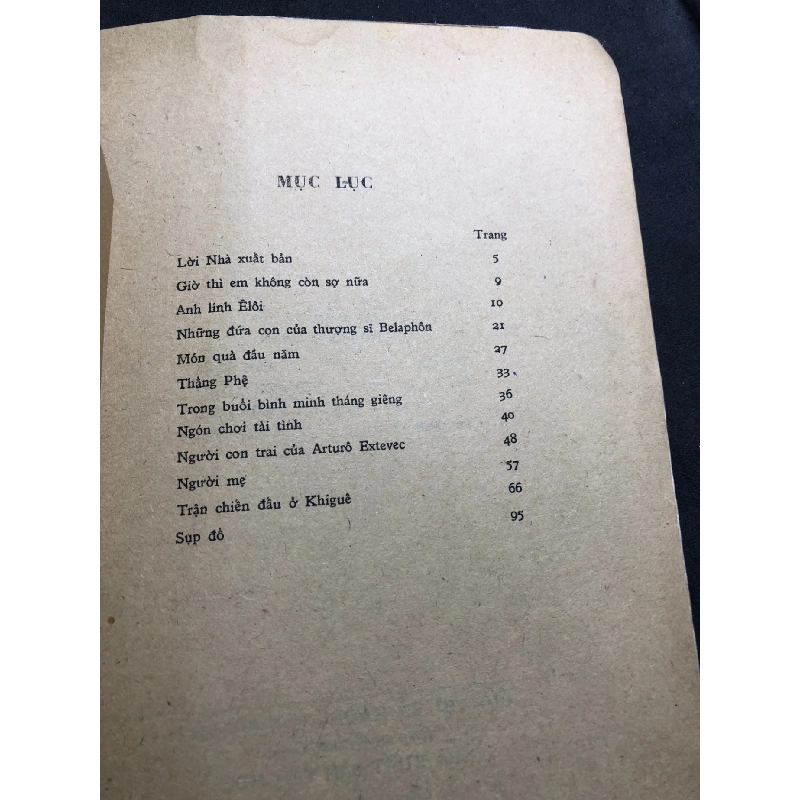 MỤC LỤC
Trang
Lời Nhà xuất bản 5
Giờ thì em không còn sợ nữa 9
Anh lính Êlôi 10
Những đứa con của thượng sĩ Belaphôn 21
Món quà đầu năm 27
Thằng Phệ 33
Trong buổi bình minh tháng giêng 36
Ngón chơi tài tình 40
Người con trai của Arturô Extevec 48
Người mẹ 57
Trận chiến đầu ở Khiguê 66
Sụp đổ 95